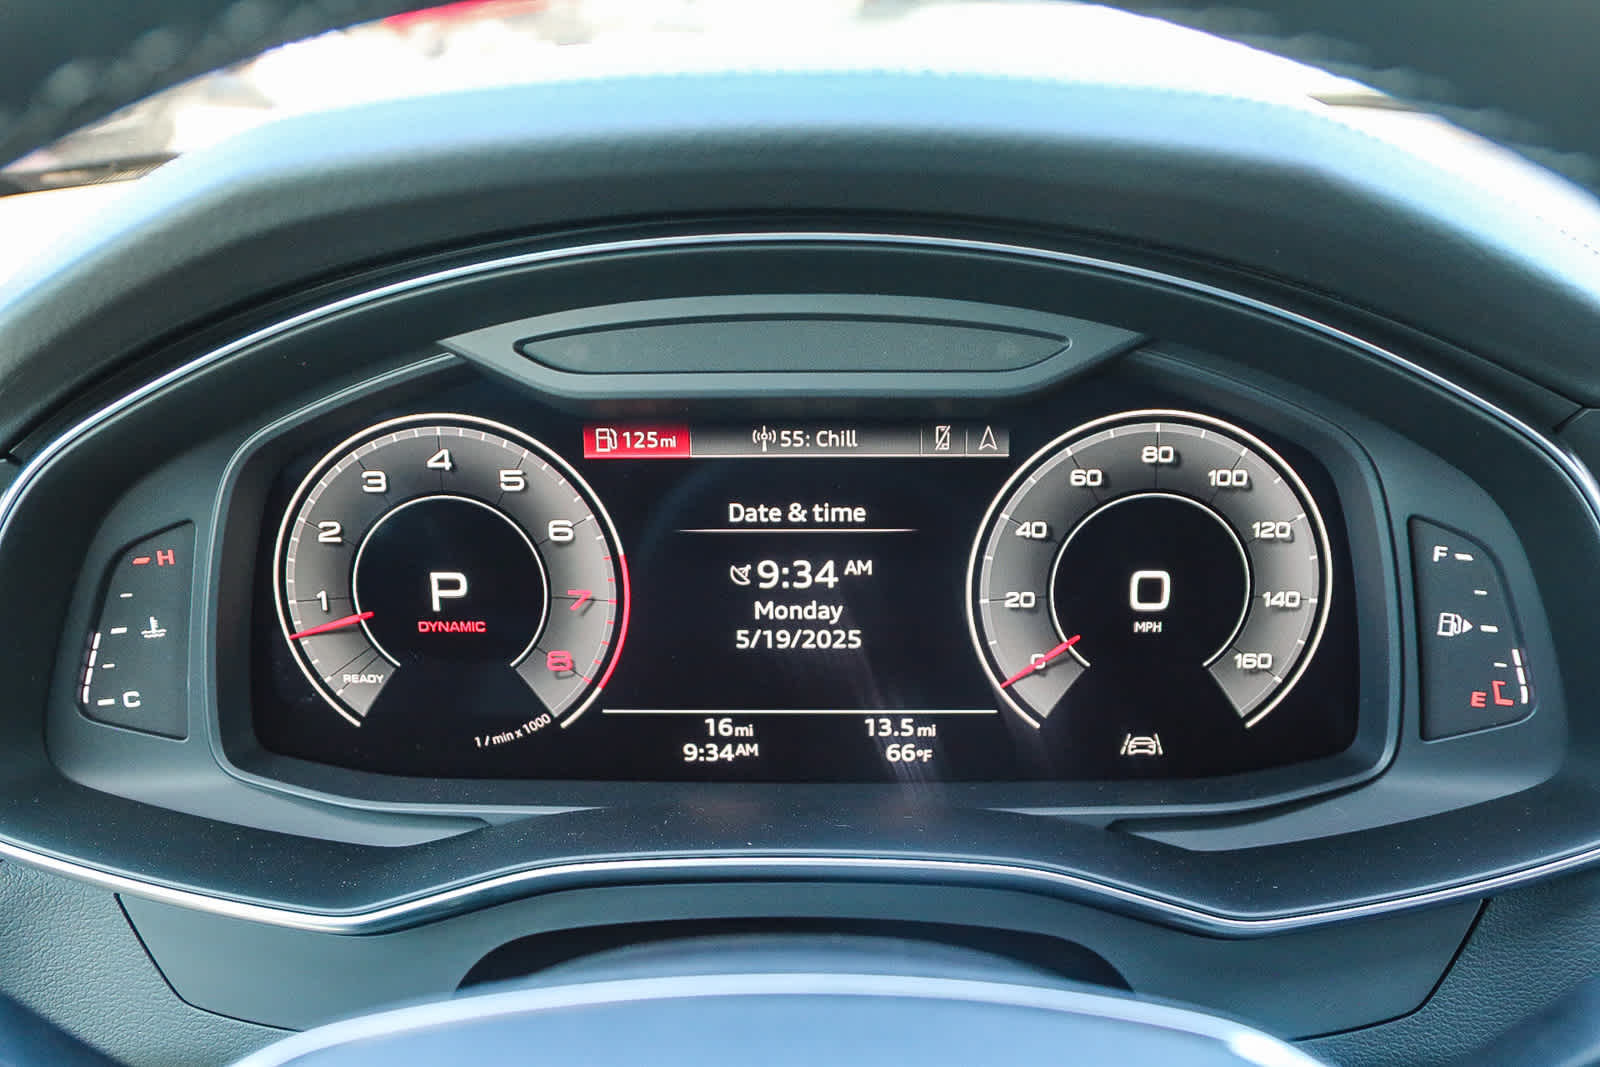 125mi 55: Chill
Date & time
9:34 AM
Monday
5/19/2025
16mi 13.5mi
9:34AM 66°F
1 2 3 4 5 6 7 8
P
DYNAMIC
READY
1 / min x 1000
0 20 40 60 80 100 120 140 160
0
MPH
H
C
F
E